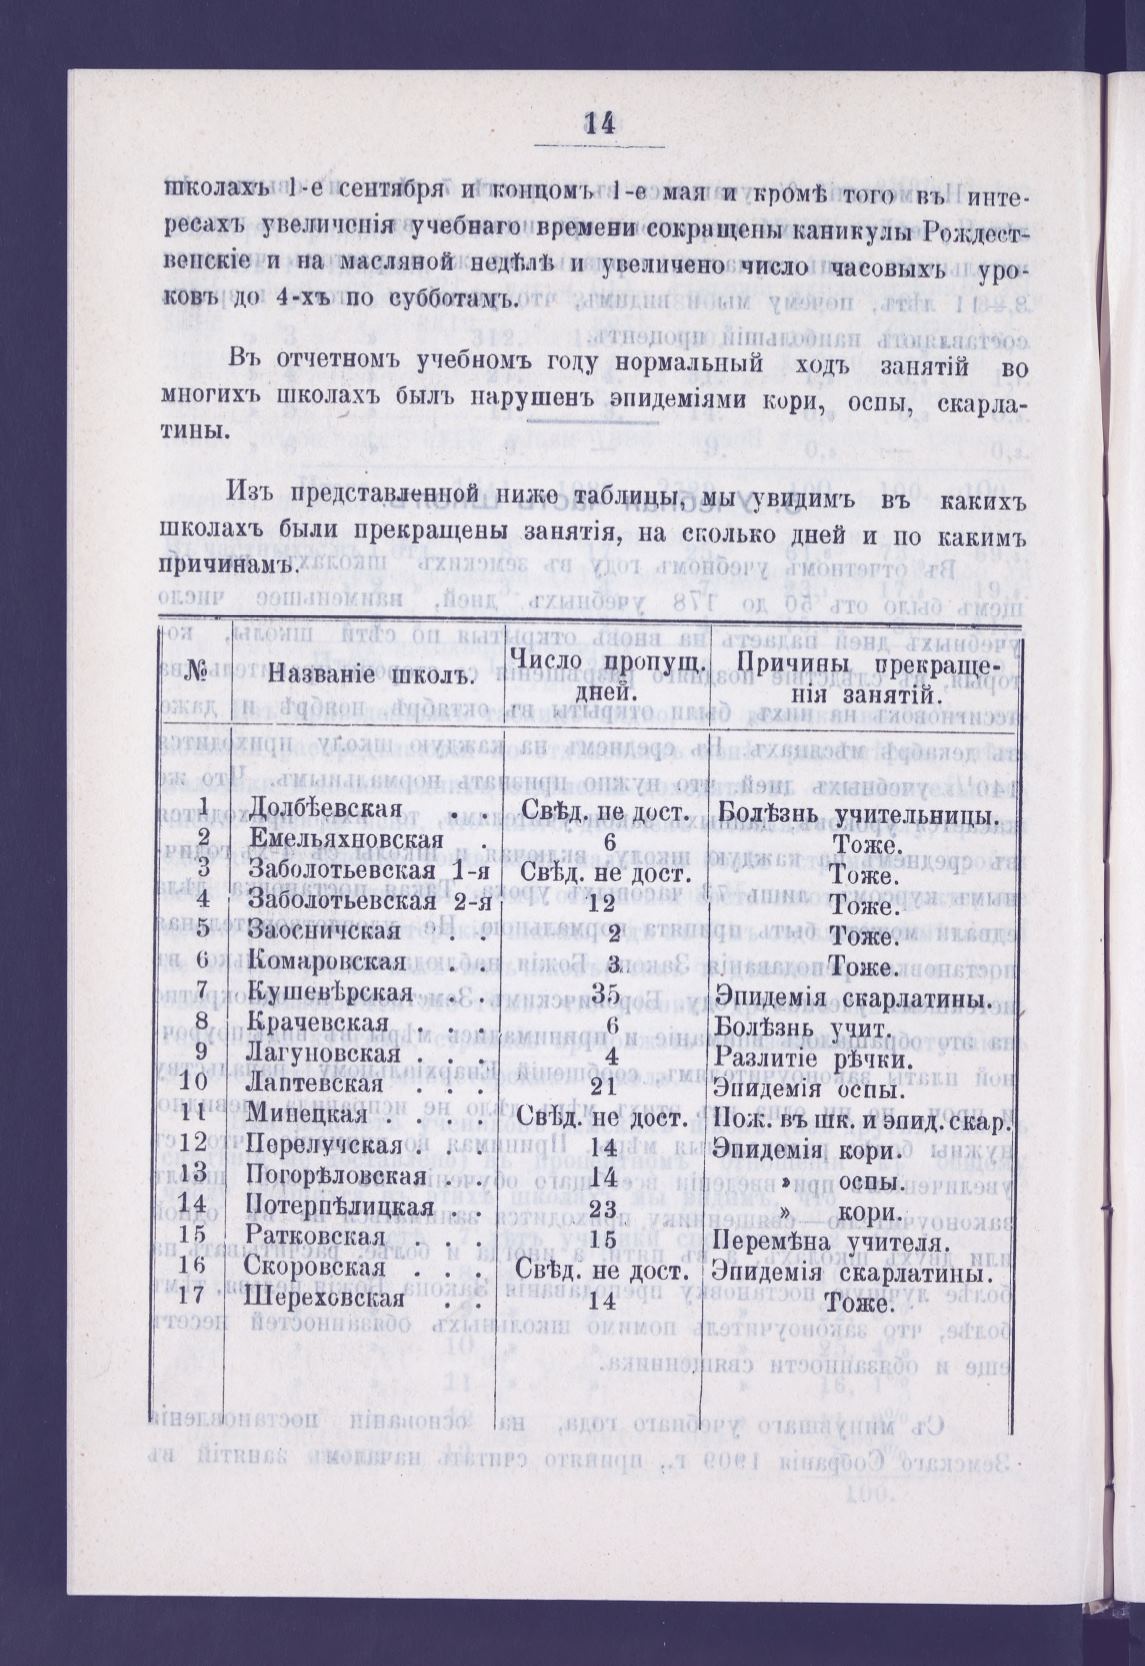 14
школахъ 1-е сентября и концомъ 1-е мая и кромѣ того въ инте-
ресахъ увеличенія учебнаго времени сокращены каникулы Рождест-
венскіе и на масляной недѣлѣ и увеличено число часовыхъ уро-
ковъ до 4-хъ по субботамъ.
Въ отчетномъ учебномъ году нормальный ходъ занятій во
многихъ школахъ былъ нарушенъ эпидеміями кори, оспы, скарла-
тины.
Изъ представленной ниже таблицы, мы увидимъ въ какихъ
школахъ были прекращены занятія, на сколько дней и по какимъ
причинамъ.
№ Названіе школъ. Число пропущ. дней. Причины прекраще-
нія занятій.
1 Долбѣевская . . Свѣд. не дост. Болѣзнь учительницы.
2 Емельяхновская . 6 Тоже.
3 Заболотьевская 1-я Свѣд. не дост. Тоже.
4 Заболотьевская 2-я 12 Тоже.
5 Заосничская . . 2 Тоже.
6 Комаровская . . 3 Тоже
7 Кушевѣрская . . 35 Эпидемія скарлатины.
8 Крачевская . . . 6 Болѣзнь учит.
9 Лагуновская . . . 4 Разлитіе рѣчки.
10 Лаптевская . . . 21 Эпидемія оспы.
11 Минецкая . . . . Свѣд. не дост. Пож. въ шк. и эпид. скар.
12 Перелучская . . . 14 Эпидемія кори.
13 Погорѣловская . . 14 » оспы.
14 Потерпѣлицкая . . 23 » кори.
15 Ратковская . . . 15 Перемѣна учителя.
16 Скоровская . . . Свѣд. не дост. Эпидемія скарлатины.
17 Шереховская . . 14 Тоже.